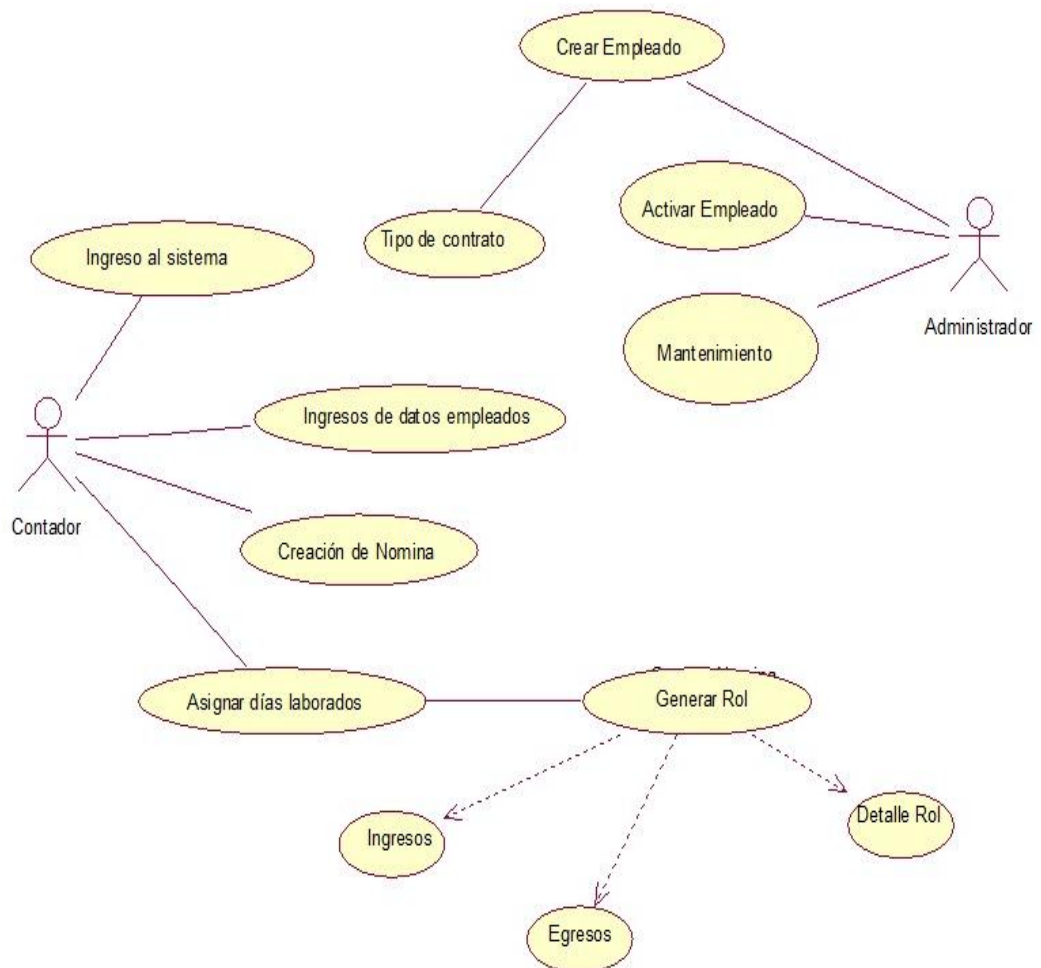 Crear Empleado
Activar Empleado
Tipo de contrato
Ingreso al sistema
Administrador
Mantenimiento
Ingresos de datos empleados
Contador
Creación de Nomina
Asignar días laborados
Generar Rol
Detalle Rol
Ingresos
Egresos